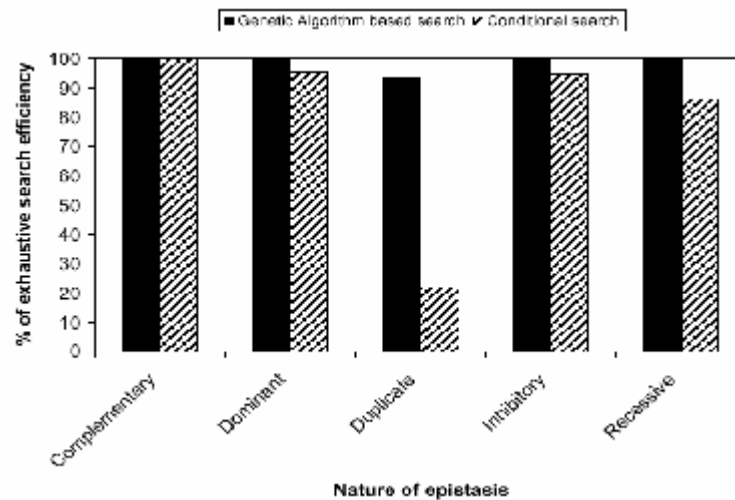 Genetic Algorithm based search Conditional search
% of exhaustive search efficiency
100
90
80
70
60
50
40
30
20
10
0
Complementary
Dominant
Duplicate
Inhibitory
Recessive
Nature of epistasis